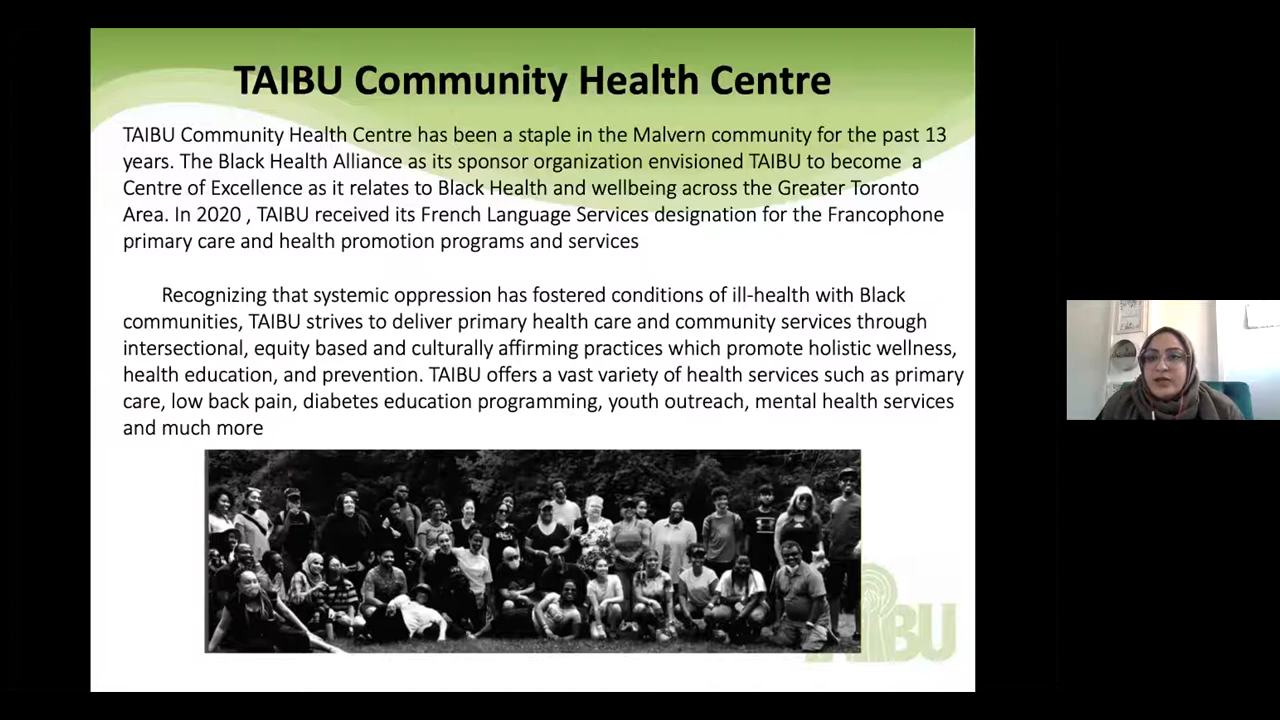 TAIBU Community Health Centre
TAIBU Community Health Centre has been a staple in the Malvern community for the past 13
years. The Black Health Alliance as its sponsor organization envisioned TAIBU to become a
Centre of Excellence as it relates to Black Health and wellbeing across the Greater Toronto
Area. In 2020 , TAIBU received its French Language Services designation for the Francophone
primary care and health promotion programs and services
Recognizing that systemic oppression has fostered conditions of ill-health with Black
communities, TAIBU strives to deliver primary health care and community services through
intersectional, equity based and culturally affirming practices which promote holistic wellness,
health education, and prevention. TAIBU offers a vast variety of health services such as primary
care, low back pain, diabetes education programming, youth outreach, mental health services
and much more
TAIBU